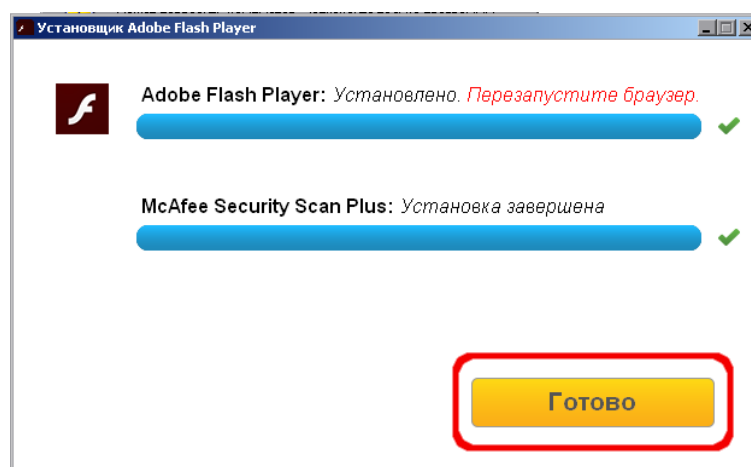 Установщик Adobe Flash Player
Adobe Flash Player: Установлено. Перезапустите браузер.
McAfee Security Scan Plus: Установка завершена
Готово